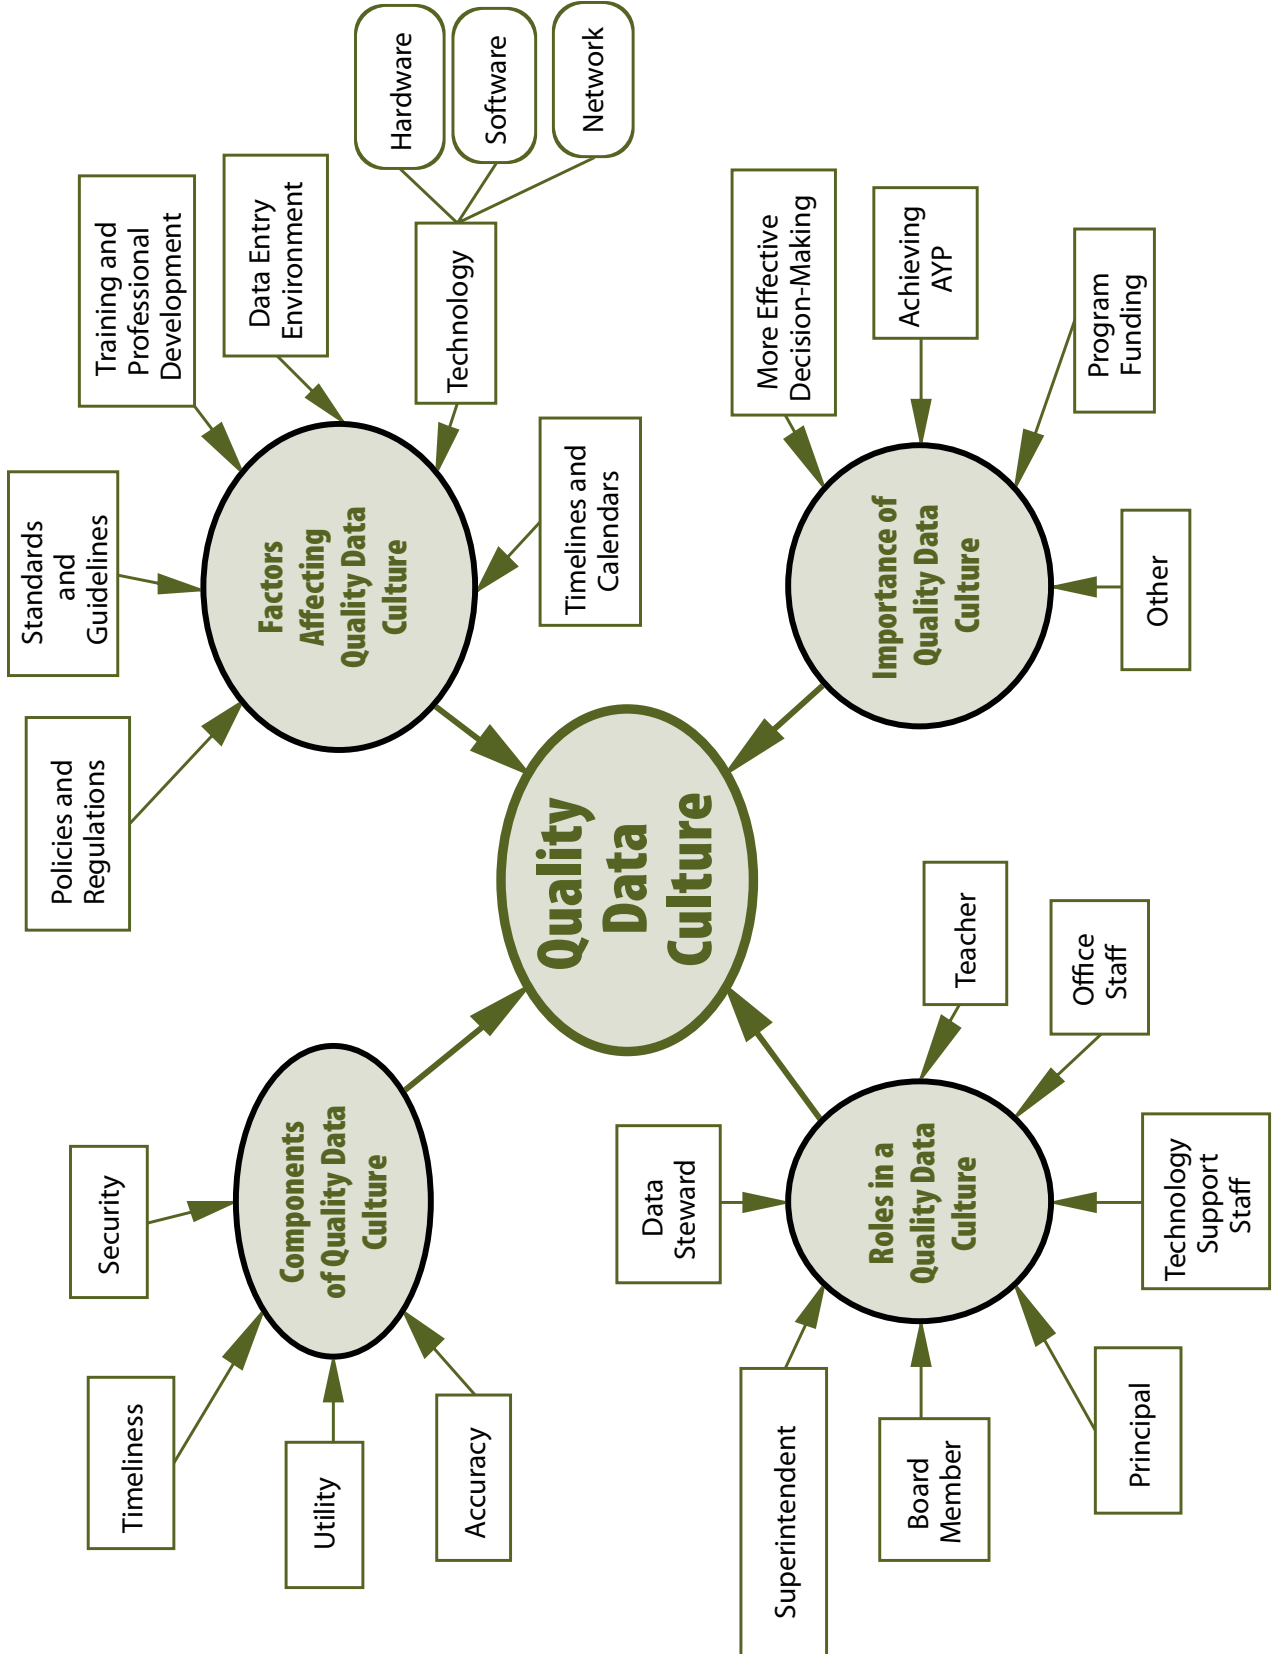 Security
Timeliness
Utility
Accuracy
Components
of Quality Data
Culture
Policies and
Regulations
Standards
and
Guidelines
Training and
Professional
Development
Data Entry
Environment
Technology
Hardware
Software
Network
Timelines and
Calendars
Factors
Affecting
Quality Data
Culture
Quality
Data
Culture
Data
Steward
Superintendent
Board
Member
Principal
Technology
Support
Staff
Office
Staff
Teacher
Roles in a
Quality Data
Culture
More Effective
Decision-Making
Achieving
AYP
Program
Funding
Other
Importance of
Quality Data
Culture